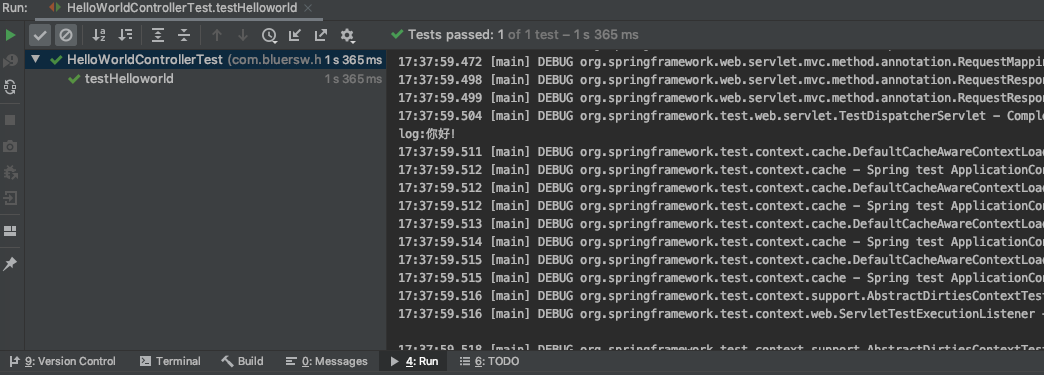 Run: HelloWorldControllerTest.testHelloworld ×
Tests passed: 1 of 1 test – 1 s 365 ms
HelloWorldControllerTest (com.bluersw.h 1 s 365 ms
testHelloworld 1 s 365 ms
17:37:59.472 [main] DEBUG org.springframework.web.servlet.mvc.method.annotation.RequestMappin
17:37:59.498 [main] DEBUG org.springframework.web.servlet.mvc.method.annotation.RequestRespon
17:37:59.499 [main] DEBUG org.springframework.web.servlet.mvc.method.annotation.RequestRespon
17:37:59.504 [main] DEBUG org.springframework.test.web.servlet.TestDispatcherServlet - Comple
log:你好!
17:37:59.511 [main] DEBUG org.springframework.test.context.cache.DefaultCacheAwareContextLoad
17:37:59.512 [main] DEBUG org.springframework.test.context.cache - Spring test ApplicationCon
17:37:59.512 [main] DEBUG org.springframework.test.context.cache.DefaultCacheAwareContextLoad
17:37:59.512 [main] DEBUG org.springframework.test.context.cache - Spring test ApplicationCon
17:37:59.513 [main] DEBUG org.springframework.test.context.cache.DefaultCacheAwareContextLoad
17:37:59.514 [main] DEBUG org.springframework.test.context.cache - Spring test ApplicationCon
17:37:59.515 [main] DEBUG org.springframework.test.context.cache.DefaultCacheAwareContextLoad
17:37:59.515 [main] DEBUG org.springframework.test.context.cache - Spring test ApplicationCon
17:37:59.516 [main] DEBUG org.springframework.test.context.support.AbstractDirtiesContextTest
17:37:59.516 [main] DEBUG org.springframework.test.context.web.ServletTestExecutionListener -
17:37:59.518 [main] DEBUG org.springframework.test.context.support.AbstractDirtiesContextTest
9: Version Control Terminal Build 0: Messages 4: Run 6: TODO